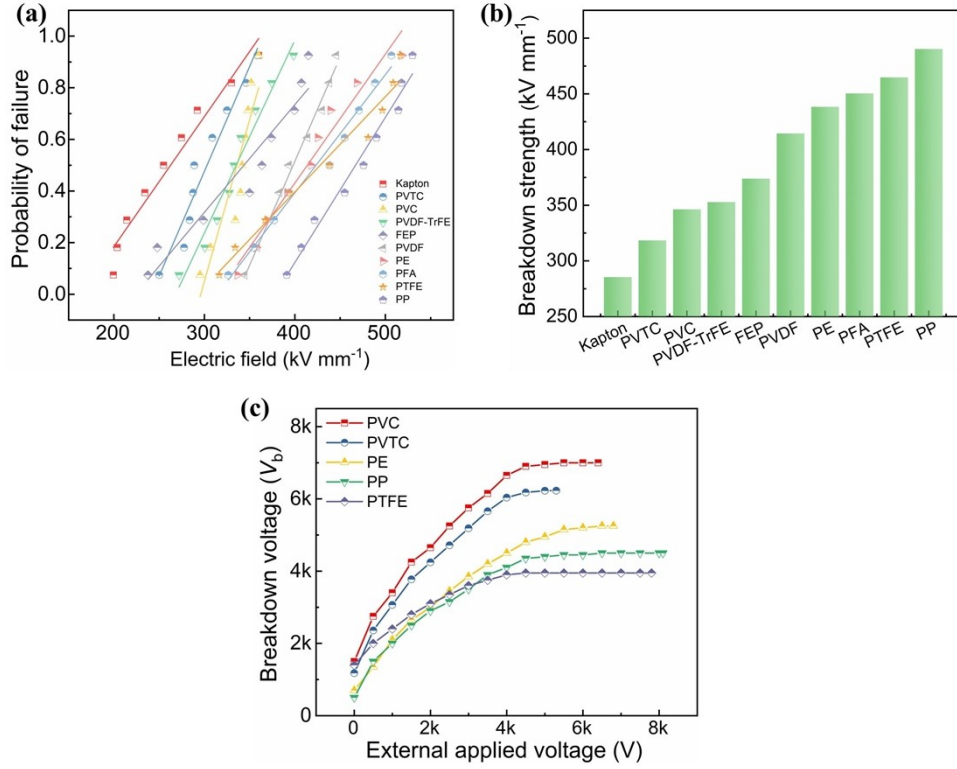 (a)
Probability of failure
1.0
0.8
0.6
0.4
0.2
0.0
200
300
400
500
Electric field (kV mm⁻¹)
Kapton
PVTC
PVC
PVDF-TrFE
FEP
PVDF
PE
PFA
PTFE
PP
(b)
Breakdown strength (kV mm⁻¹)
500
450
400
350
300
250
Kapton
PVTC
PVC
PVDF-TrFE
FEP
PVDF
PE
PFA
PTFE
PP
(c)
Breakdown voltage (V_b)
8k
6k
4k
2k
0
0
2k
4k
6k
8k
External applied voltage (V)
PVC
PVTC
PE
PP
PTFE